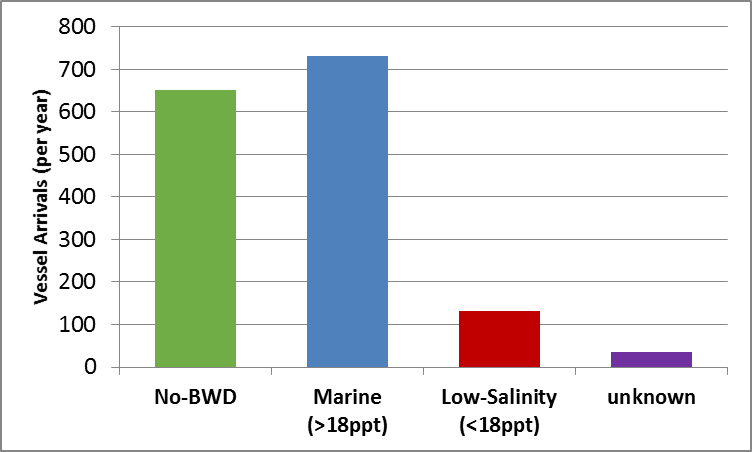 Vessel Arrivals (per year)
800
700
600
500
400
300
200
100
0
No-BWD
Marine
(>18ppt)
Low-Salinity
(<18ppt)
unknown